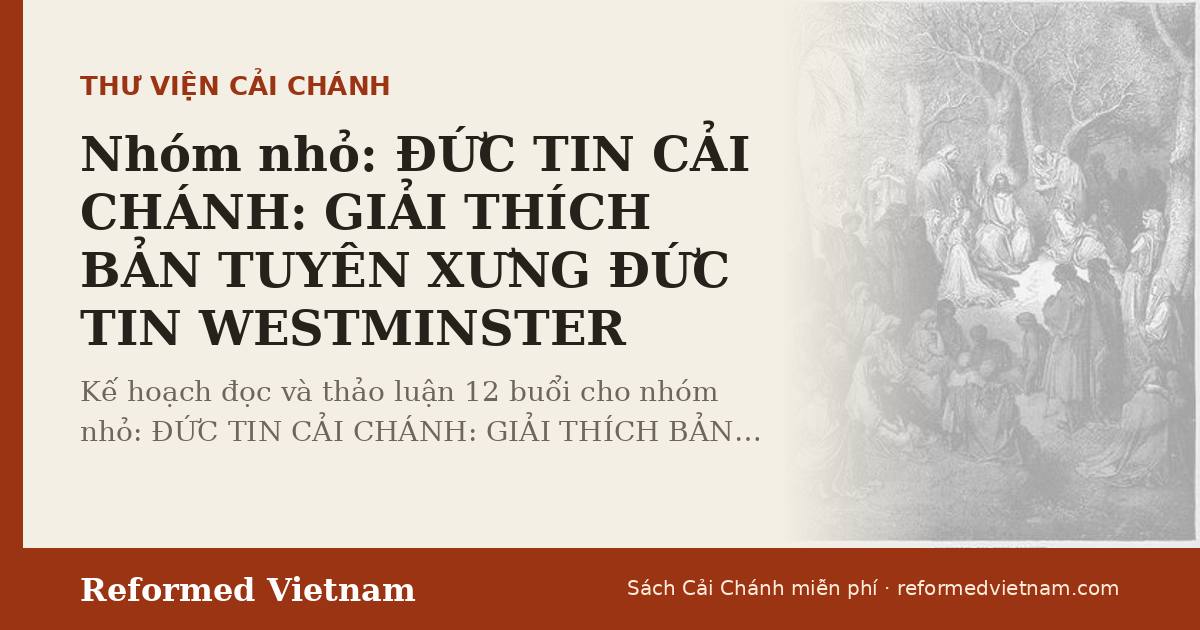 THƯ VIỆN CẢI CHÁNH
Nhóm nhỏ: ĐỨC TIN CẢI
CHÁNH: GIẢI THÍCH
BẢN TUYÊN XƯNG ĐỨC
TIN WESTMINSTER
Kế hoạch đọc và thảo luận 12 buổi cho nhóm
nhỏ: ĐỨC TIN CẢI CHÁNH: GIẢI THÍCH BẢN...
Reformed Vietnam
Sách Cải Chánh miễn phí · reformedvietnam.com